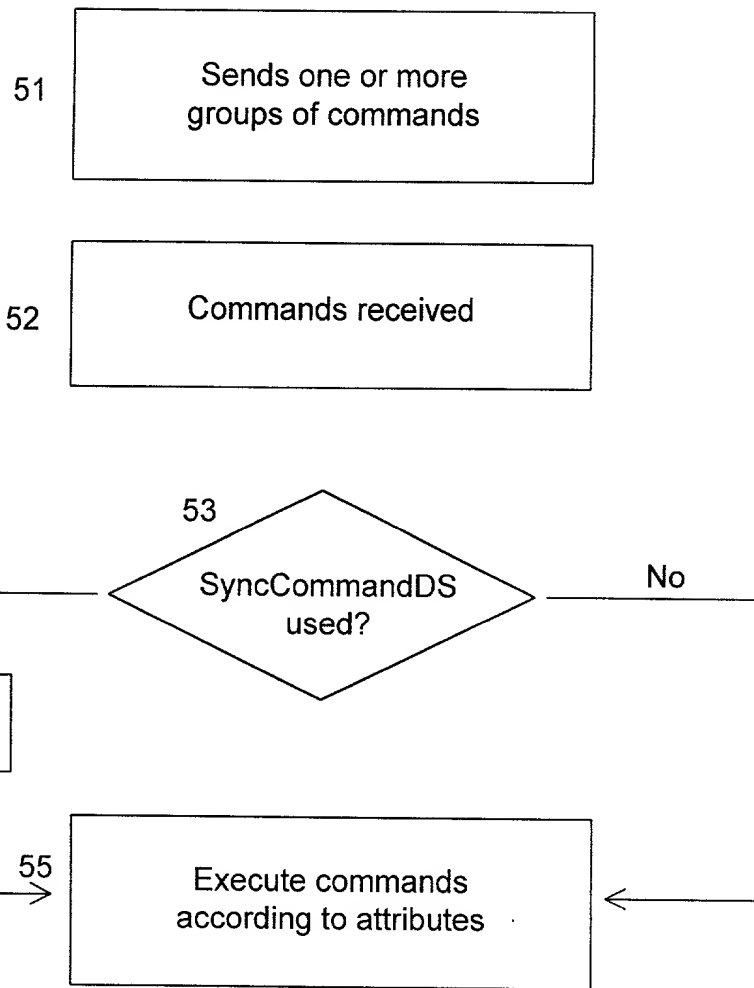 51
Sends one or more
groups of commands
52
Commands received
53
SyncCommandDS
used?
No
55
Execute commands
according to attributes